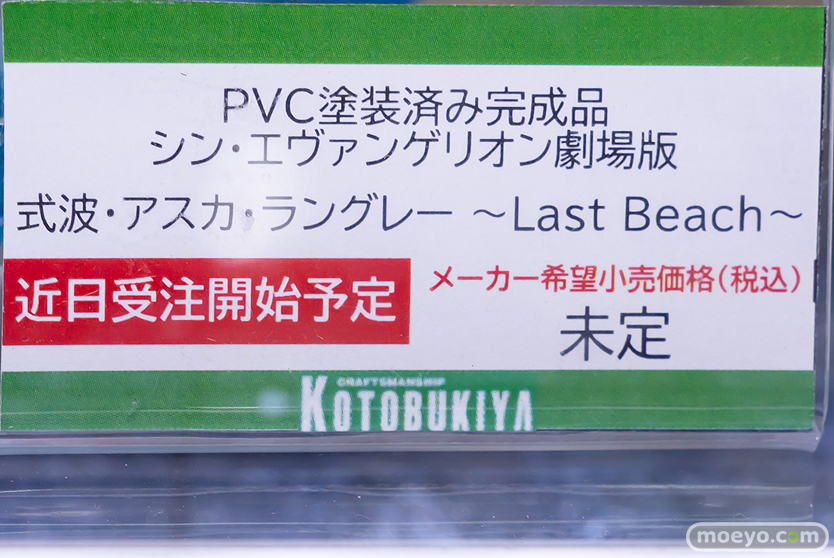 PVC塗装済み完成品
シン・エヴァンゲリオン劇場版
式波・アスカ・ラングレー ～Last Beach～
近日受注開始予定
メーカー希望小売価格(税込)
未定
CRAFTSMANSHIP
KOTOBUKIYA
moeyo.com